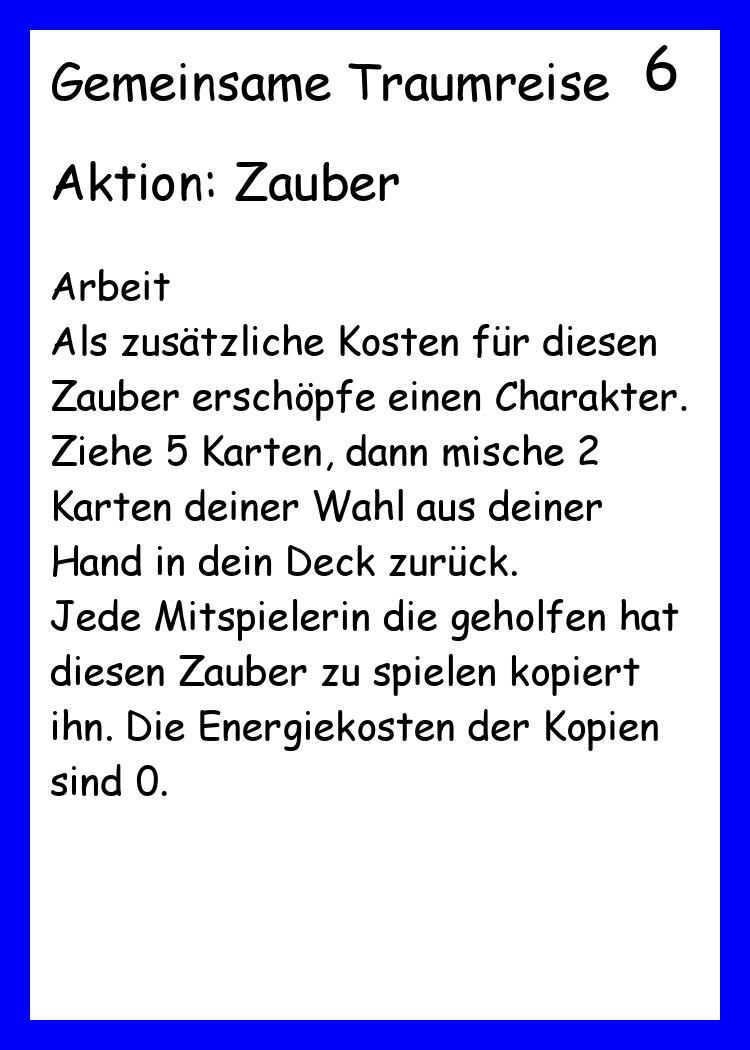 Gemeinsame Traumreise 6
Aktion: Zauber
Arbeit
Als zusätzliche Kosten für diesen
Zauber erschöpfe einen Charakter.
Ziehe 5 Karten, dann mische 2
Karten deiner Wahl aus deiner
Hand in dein Deck zurück.
Jede Mitspielerin die geholfen hat
diesen Zauber zu spielen kopiert
ihn. Die Energiekosten der Kopien
sind 0.